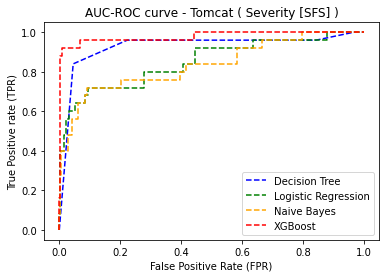 AUC-ROC curve - Tomcat ( Severity [SFS] )
True Positive rate (TPR)
1.0
0.8
0.6
0.4
0.2
0.0
Decision Tree
Logistic Regression
Naive Bayes
XGBoost
0.0 0.2 0.4 0.6 0.8 1.0
False Positive Rate (FPR)